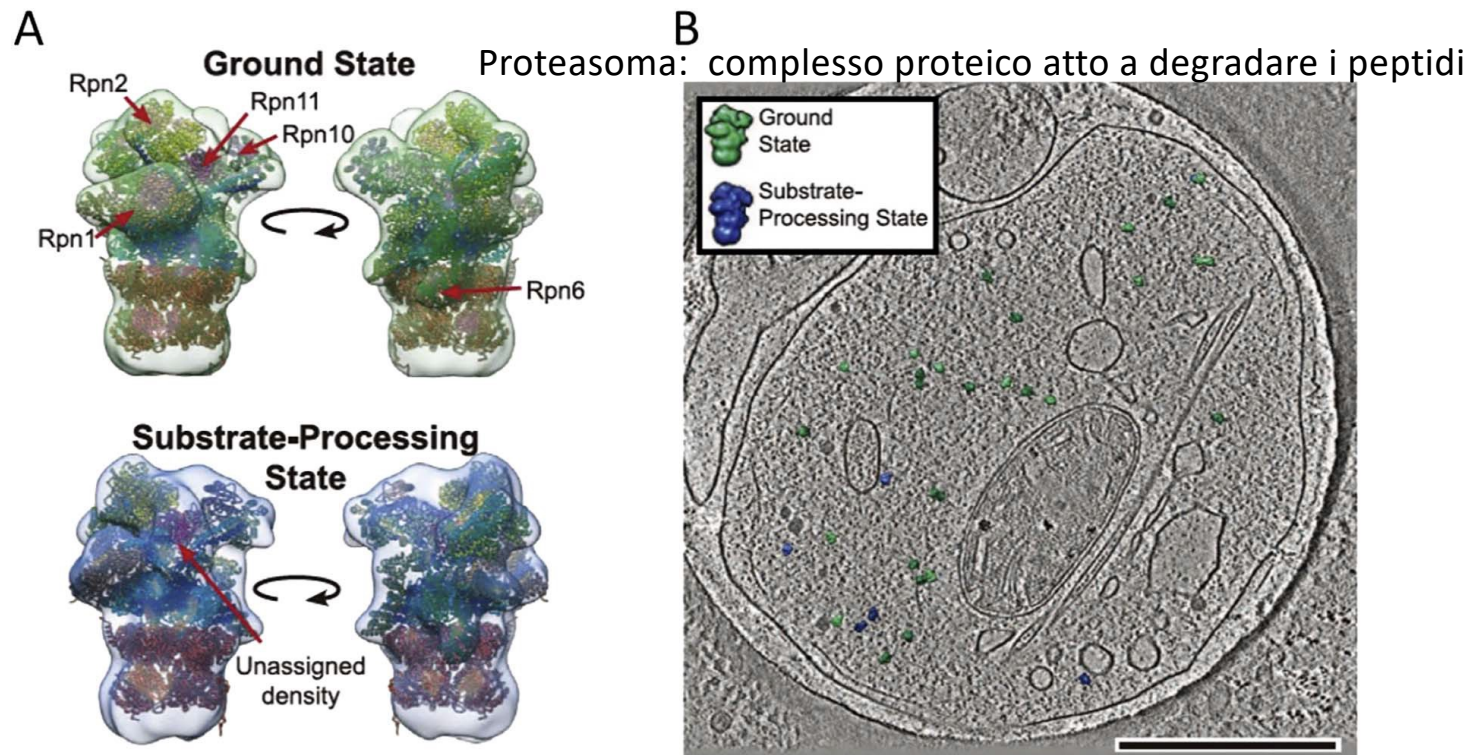 A
B
Ground State
Proteasoma: complesso proteico atto a degradare i peptidi
Rpn2
Rpn11
Rpn10
Rpn1
Rpn6
Substrate-Processing
State
Unassigned
density
Ground
State
Substrate-
Processing State